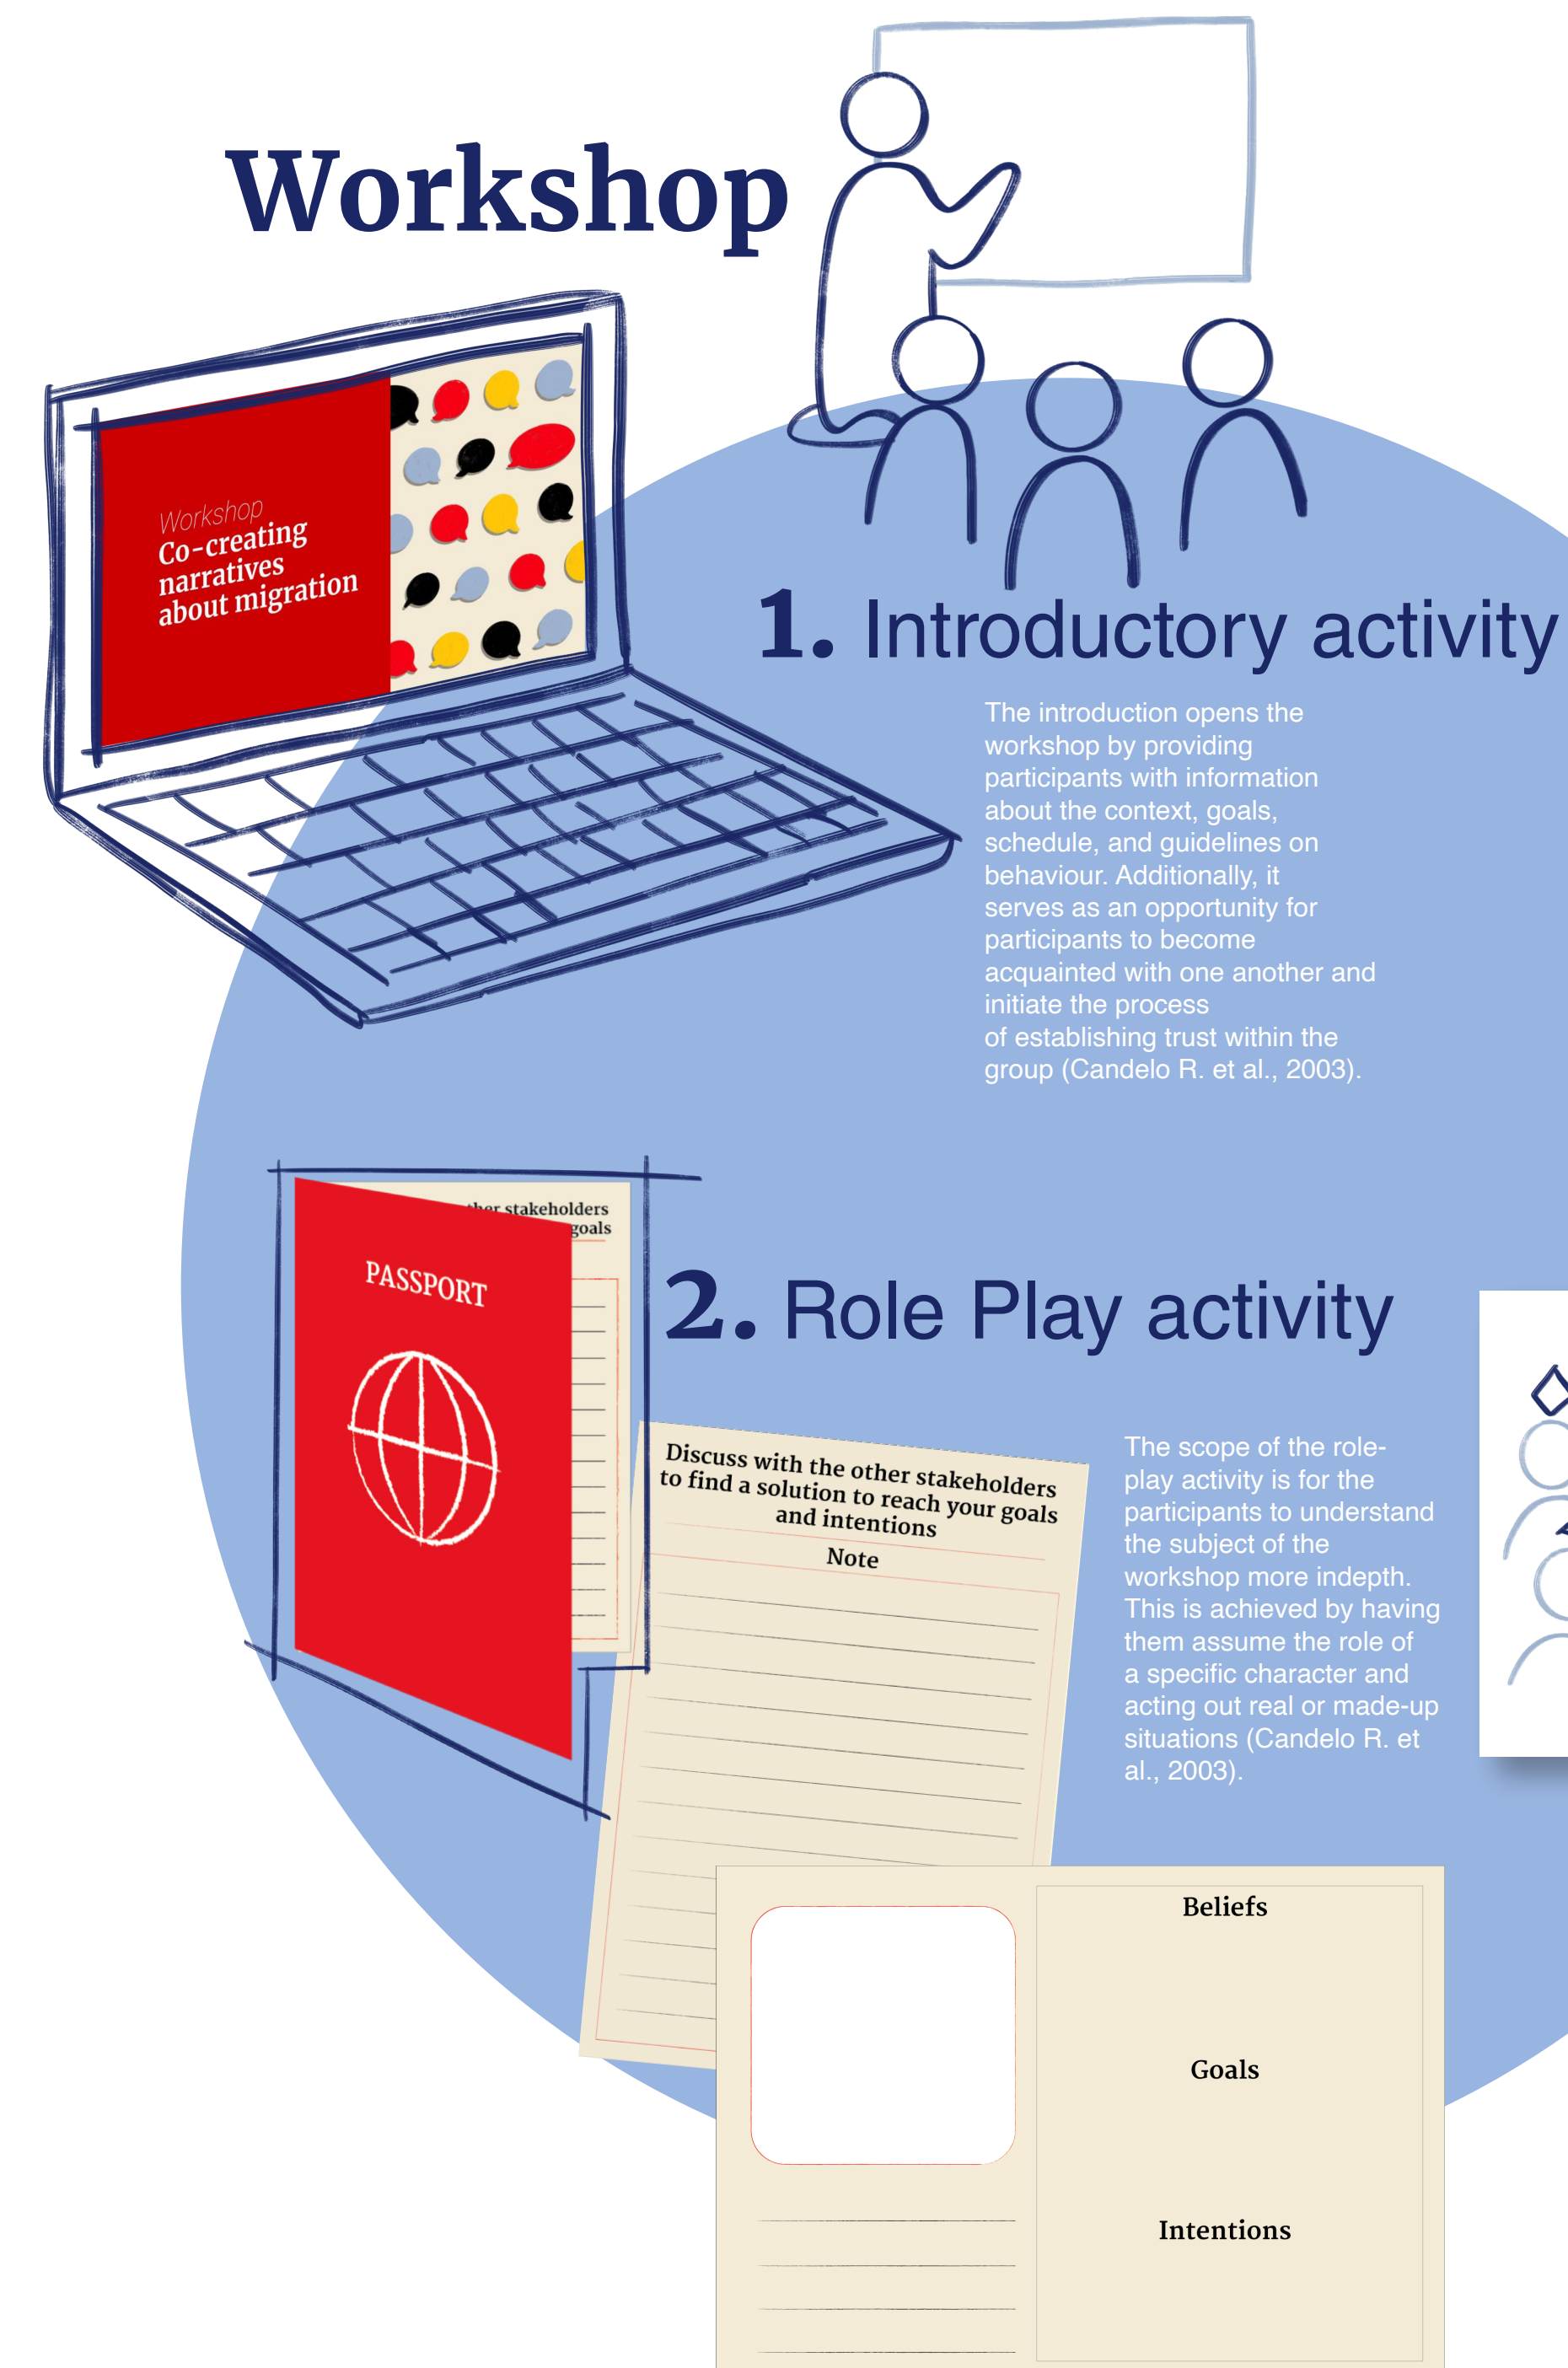 Workshop
Workshop
Co-creating
narratives
about migration
1. Introductory activity
The introduction opens the
workshop by providing
participants with information
about the context, goals,
schedule, and guidelines on
behaviour. Additionally, it
serves as an opportunity for
participants to become
acquainted with one another and
initiate the process
of establishing trust within the
group (Candelo R. et al., 2003).
stakeholders
goals
PASSPORT
2. Role Play activity
Discuss with the other stakeholders
to find a solution to reach your goals
and intentions
Note
The scope of the role-
play activity is for the
participants to understand
the subject of the
workshop more indepth.
This is achieved by having
them assume the role of
a specific character and
acting out real or made-up
situations (Candelo R. et
al., 2003).
Beliefs
Goals
Intentions